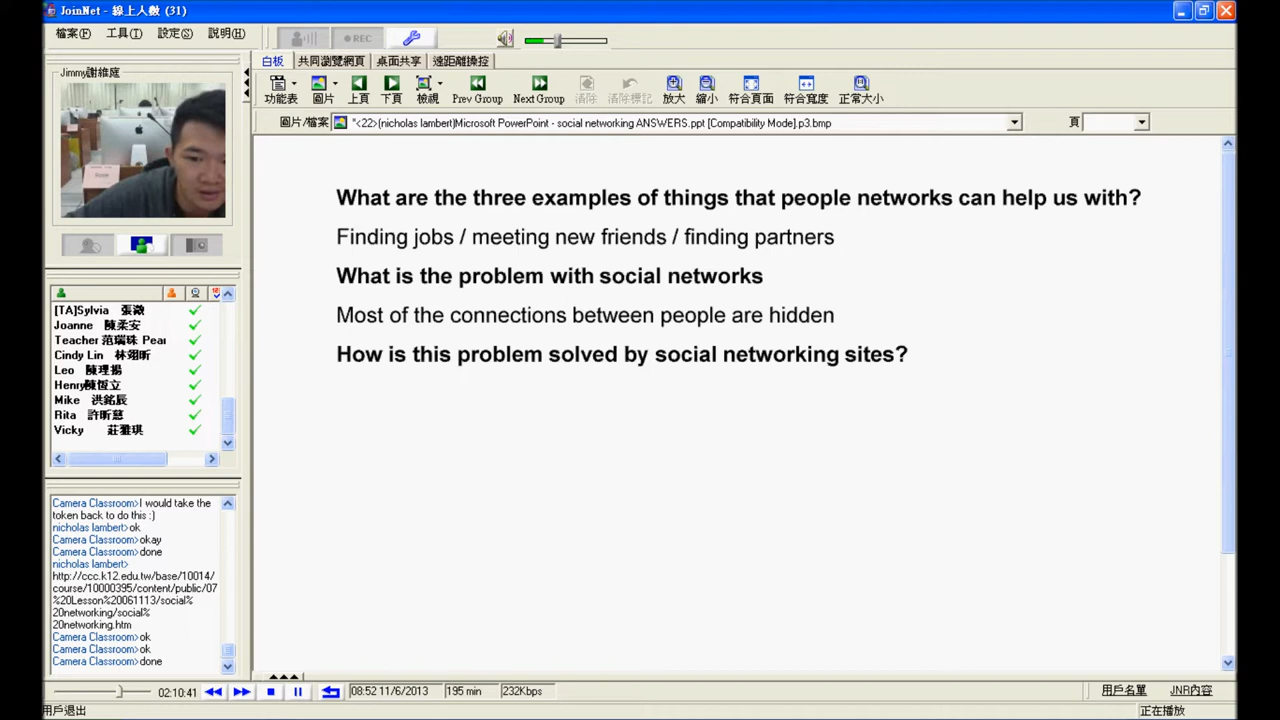 JoinNet - 線上人數 (31)
檔案(F) 工具(T) 設定(S) 說明(H)
REC
Jimmy謝維庭
白板 共同瀏覽網頁 桌面共享 遠距離操控
功能表 圖片 上頁 下頁 檢視 Prev Group Next Group 清除 清除標記 放大 縮小 符合頁面 符合寬度 正常大小
圖片/檔案 "<22>(nicholas lambert)Microsoft PowerPoint - social networking ANSWERS.ppt [Compatibility Mode].p3.bmp 頁
What are the three examples of things that people networks can help us with?
Finding jobs / meeting new friends / finding partners
What is the problem with social networks
Most of the connections between people are hidden
How is this problem solved by social networking sites?
[TA]Sylvia 張瀓
Joanne 陳柔安
Teacher 范瑞珠 Pear
Cindy Lin 林翊昕
Leo 陳理揚
Henry陳恆立
Mike 洪銘辰
Rita 許昕慈
Vicky 莊雅琪
Camera Classroom>I would take the
token back to do this :)
nicholas lambert>ok
Camera Classroom>okay
Camera Classroom>done
nicholas lambert>
http://ccc.k12.edu.tw/base/10014/
course/10000395/content/public/07
%20Lesson%20061113/social%
20networking/social%
20networking.htm
Camera Classroom>ok
Camera Classroom>ok
Camera Classroom>done
02:10:41 08:52 11/6/2013 195 min 232Kbps 用戶名單 JNR內容
用戶退出 正在播放